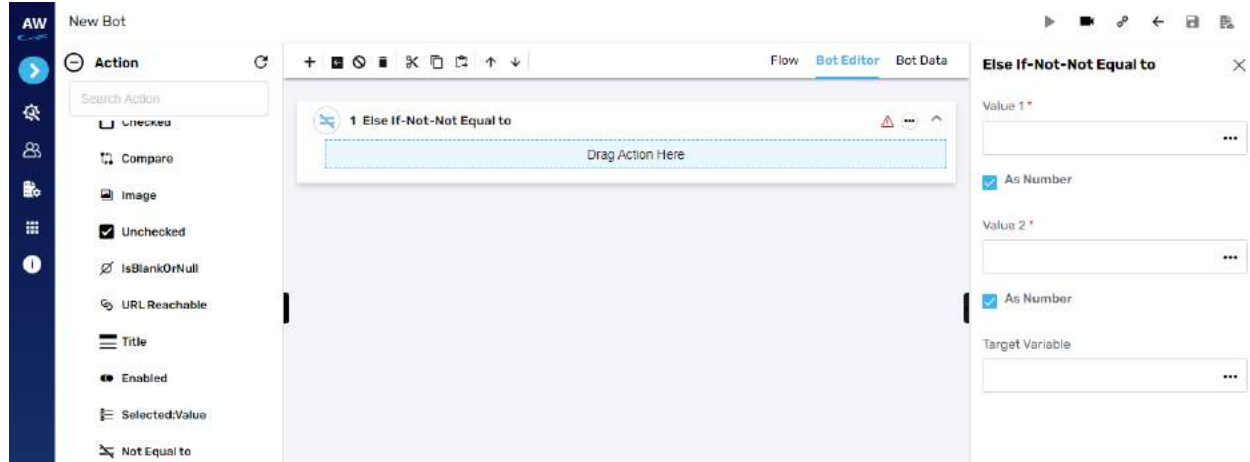 AW
New Bot
Action
Search Action
Checked
Compare
Image
Unchecked
IsBlankOrNull
URL Reachable
Title
Enabled
Selected:Value
Not Equal to
Flow Bot Editor Bot Data
1 Else If-Not-Not Equal to
Drag Action Here
Else If-Not-Not Equal to
Value 1 *
As Number
Value 2 *
As Number
Target Variable